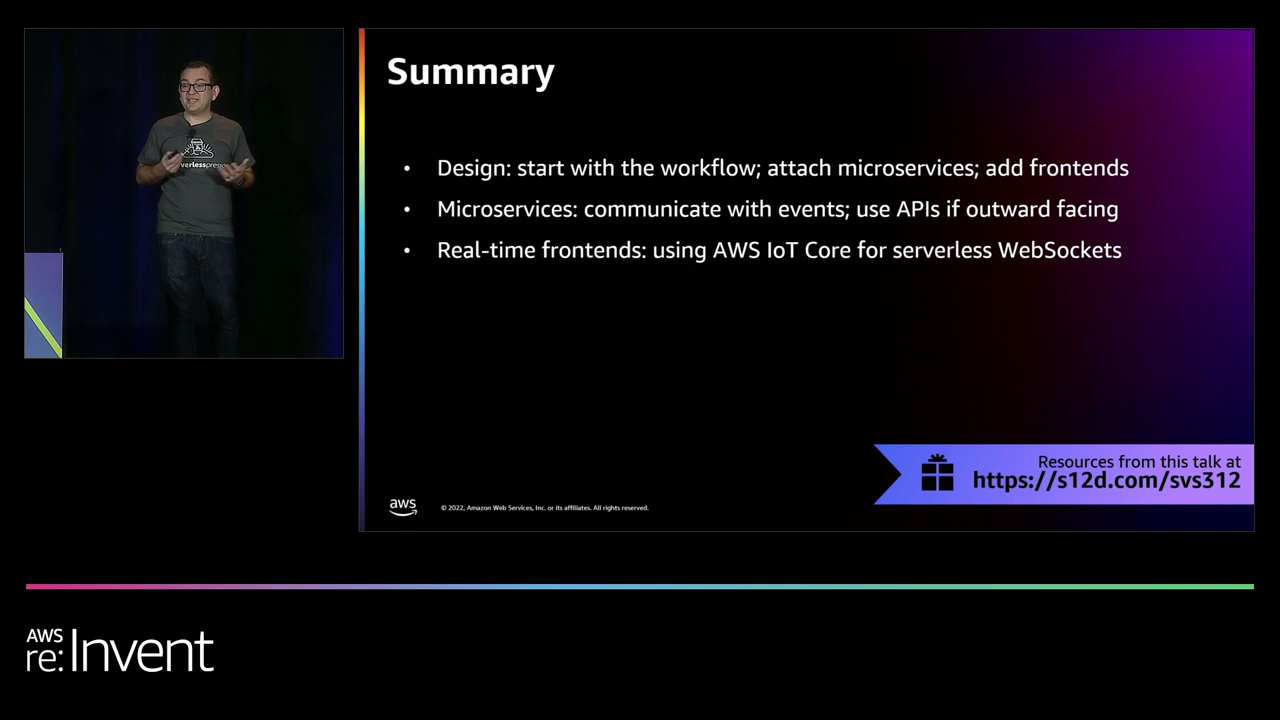 Summary
• Design: start with the workflow; attach microservices; add frontends
• Microservices: communicate with events; use APIs if outward facing
• Real-time frontends: using AWS IoT Core for serverless WebSockets
Resources from this talk at
https://s12d.com/svs312
aws
© 2022, Amazon Web Services, Inc. or its affiliates. All rights reserved.
AWS
re:Invent